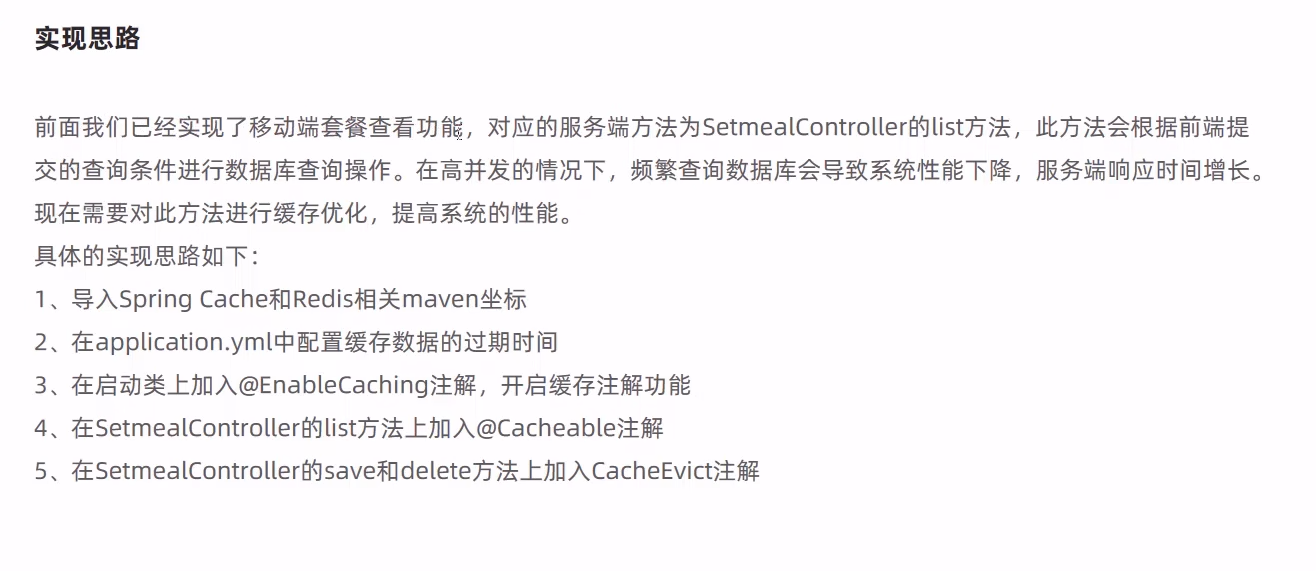 实现思路
前面我们已经实现了移动端套餐查看功能，对应的服务端方法为SetmealController的list方法，此方法会根据前端提
交的查询条件进行数据库查询操作。在高并发的情况下，频繁查询数据库会导致系统性能下降，服务端响应时间增长。
现在需要对此方法进行缓存优化，提高系统的性能。
具体的实现思路如下：
1、导入Spring Cache和Redis相关maven坐标
2、在application.yml中配置缓存数据的过期时间
3、在启动类上加入@EnableCaching注解，开启缓存注解功能
4、在SetmealController的list方法上加入@Cacheable注解
5、在SetmealController的save和delete方法上加入CacheEvict注解